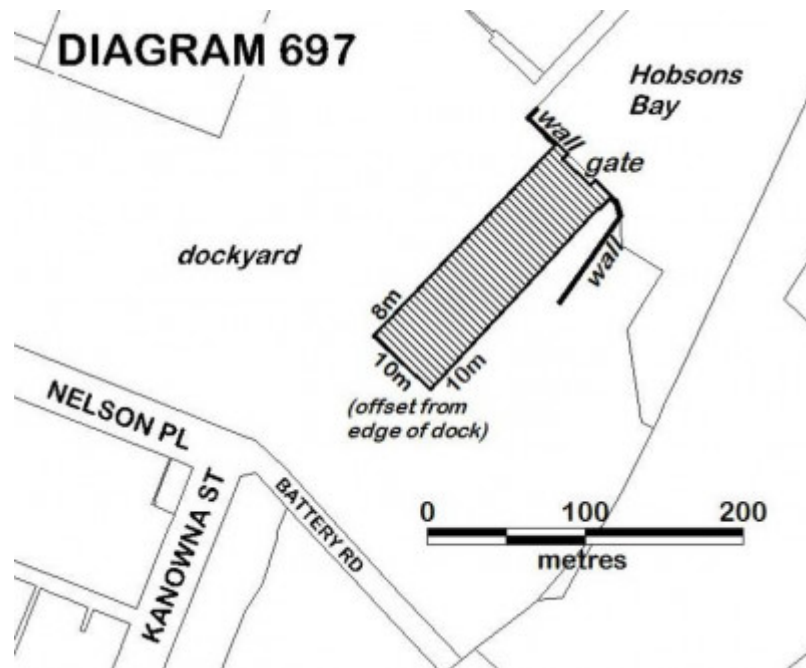 DIAGRAM 697
Hobsons
Bay
wall
gate
dockyard
wall
8m
10m
10m
(offset from
edge of dock)
NELSON PL
KANOWNA ST
BATTERY RD
0 100 200
metres